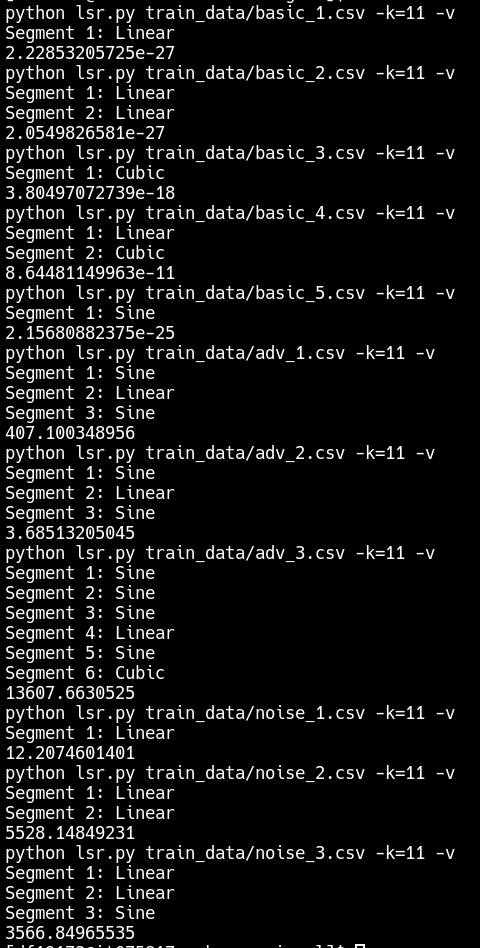 python lsr.py train_data/basic_1.csv -k=11 -v
Segment 1: Linear
2.22853205725e-27
python lsr.py train_data/basic_2.csv -k=11 -v
Segment 1: Linear
Segment 2: Linear
2.0549826581e-27
python lsr.py train_data/basic_3.csv -k=11 -v
Segment 1: Cubic
3.80497072739e-18
python lsr.py train_data/basic_4.csv -k=11 -v
Segment 1: Linear
Segment 2: Cubic
8.64481149963e-11
python lsr.py train_data/basic_5.csv -k=11 -v
Segment 1: Sine
2.15680882375e-25
python lsr.py train_data/adv_1.csv -k=11 -v
Segment 1: Sine
Segment 2: Linear
Segment 3: Sine
407.100348956
python lsr.py train_data/adv_2.csv -k=11 -v
Segment 1: Sine
Segment 2: Linear
Segment 3: Sine
3.68513205045
python lsr.py train_data/adv_3.csv -k=11 -v
Segment 1: Sine
Segment 2: Sine
Segment 3: Sine
Segment 4: Linear
Segment 5: Sine
Segment 6: Cubic
13607.6630525
python lsr.py train_data/noise_1.csv -k=11 -v
Segment 1: Linear
12.2074601401
python lsr.py train_data/noise_2.csv -k=11 -v
Segment 1: Linear
Segment 2: Linear
5528.14849231
python lsr.py train_data/noise_3.csv -k=11 -v
Segment 1: Linear
Segment 2: Linear
Segment 3: Sine
3566.84965535